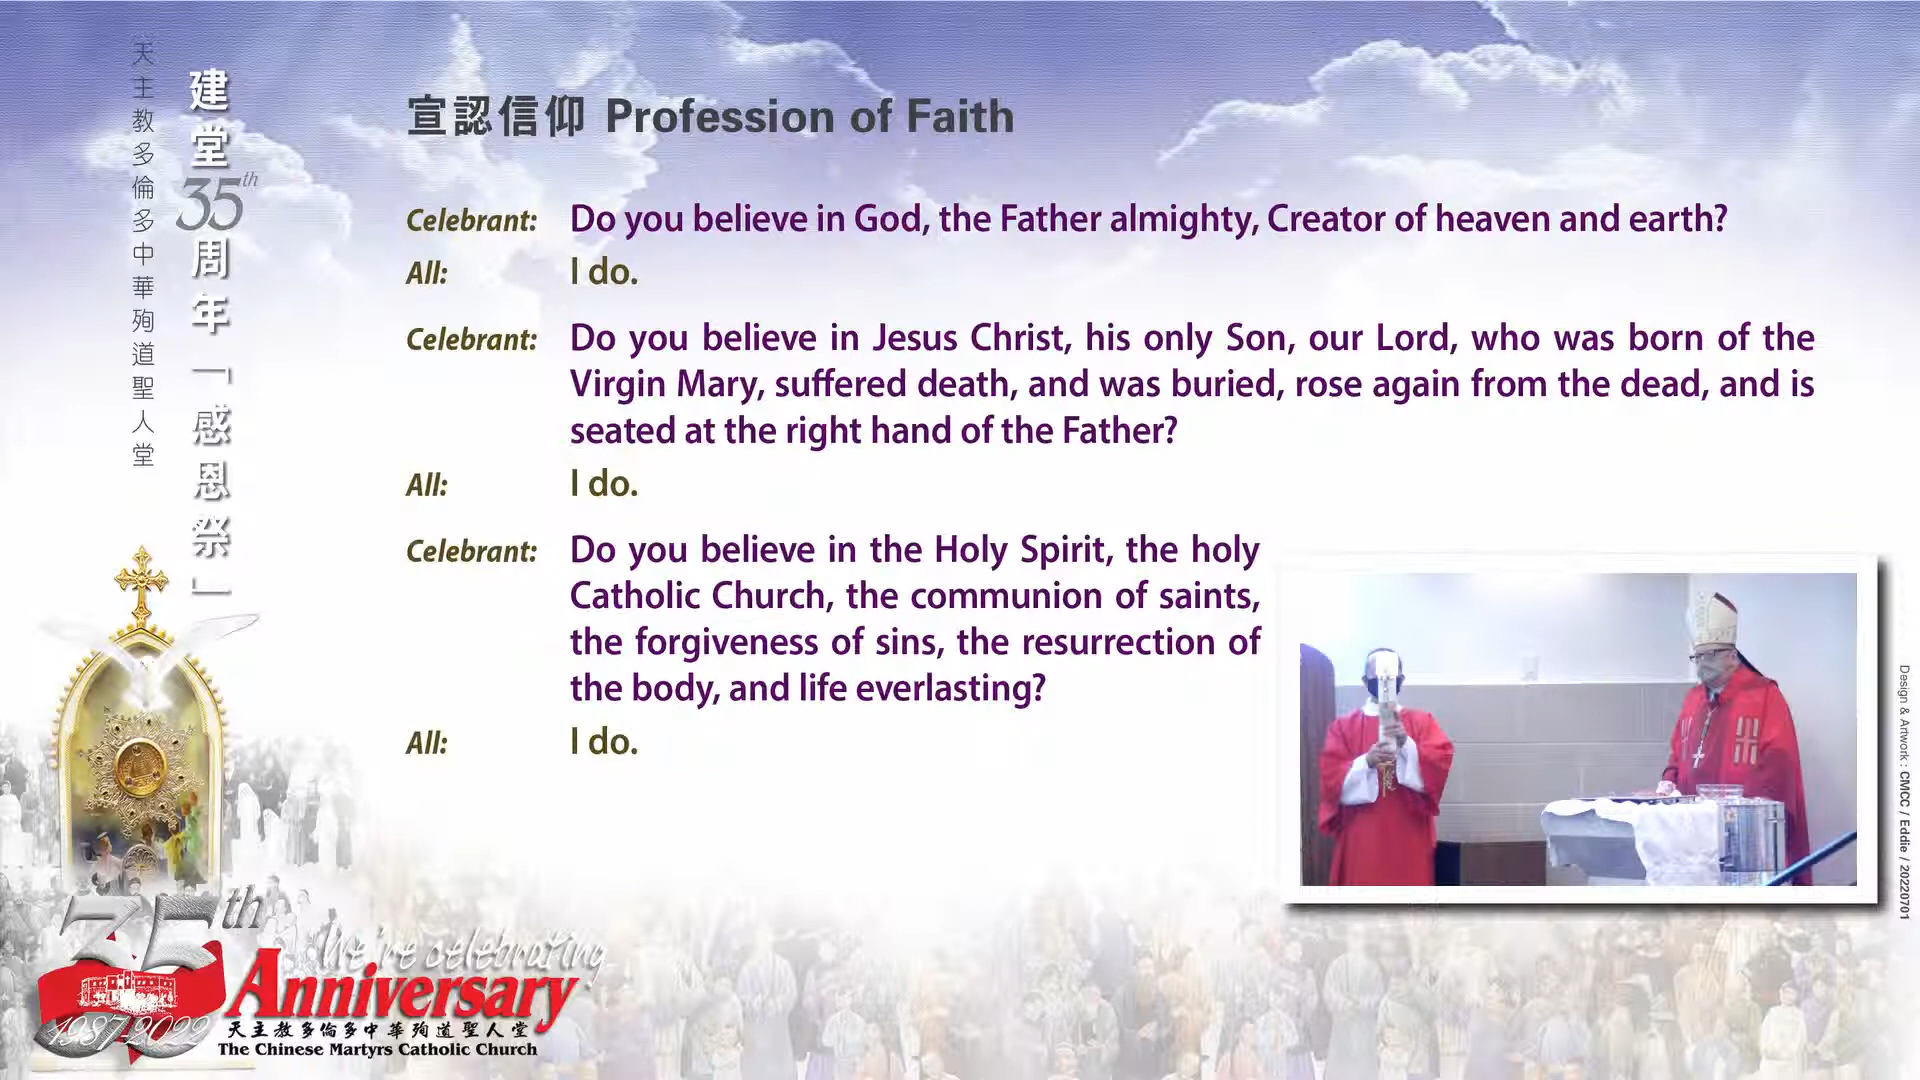 天主教多倫多中華殉道聖人堂
建堂35th周年「感恩祭」
宣認信仰 Profession of Faith
Celebrant: Do you believe in God, the Father almighty, Creator of heaven and earth?
All: I do.
Celebrant: Do you believe in Jesus Christ, his only Son, our Lord, who was born of the
Virgin Mary, suffered death, and was buried, rose again from the dead, and is
seated at the right hand of the Father?
All: I do.
Celebrant: Do you believe in the Holy Spirit, the holy
Catholic Church, the communion of saints,
the forgiveness of sins, the resurrection of
the body, and life everlasting?
All: I do.
35th
We're celebrating
Anniversary
1987-2022
天主教多倫多中華殉道聖人堂
The Chinese Martyrs Catholic Church
Design & Artwork : CMCC / Eddie / 20220701